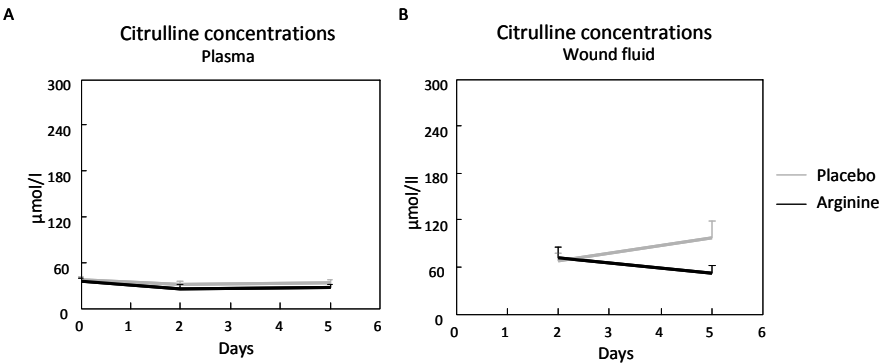 A
Citrulline concentrations
Plasma
300
240
180
120
60
0
µmol/l
0 1 2 3 4 5 6
Days
B
Citrulline concentrations
Wound fluid
300
240
180
120
60
0
µmol/ll
0 1 2 3 4 5 6
Days
Placebo
Arginine